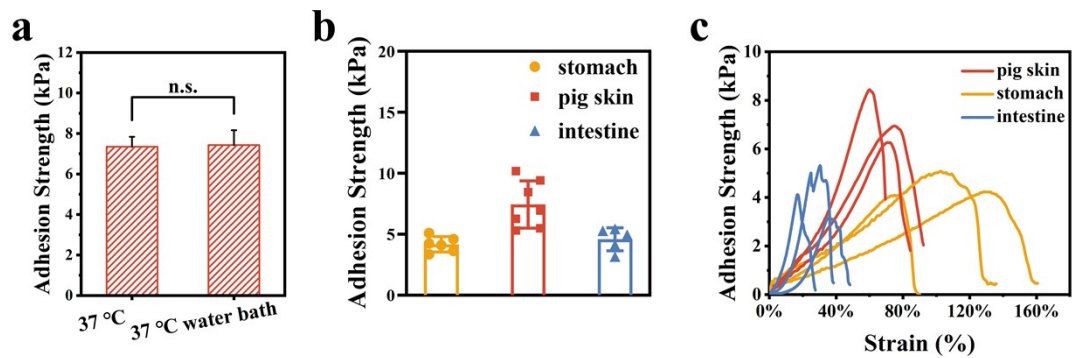 a
Adhesion Strength (kPa)
12
10
8
6
4
2
0
n.s.
37 °C
37 °C water bath
b
Adhesion Strength (kPa)
20
15
10
5
0
stomach
pig skin
intestine
c
Adhesion Strength (kPa)
10
8
6
4
2
0
pig skin
stomach
intestine
0%
40%
80%
120%
160%
Strain (%)